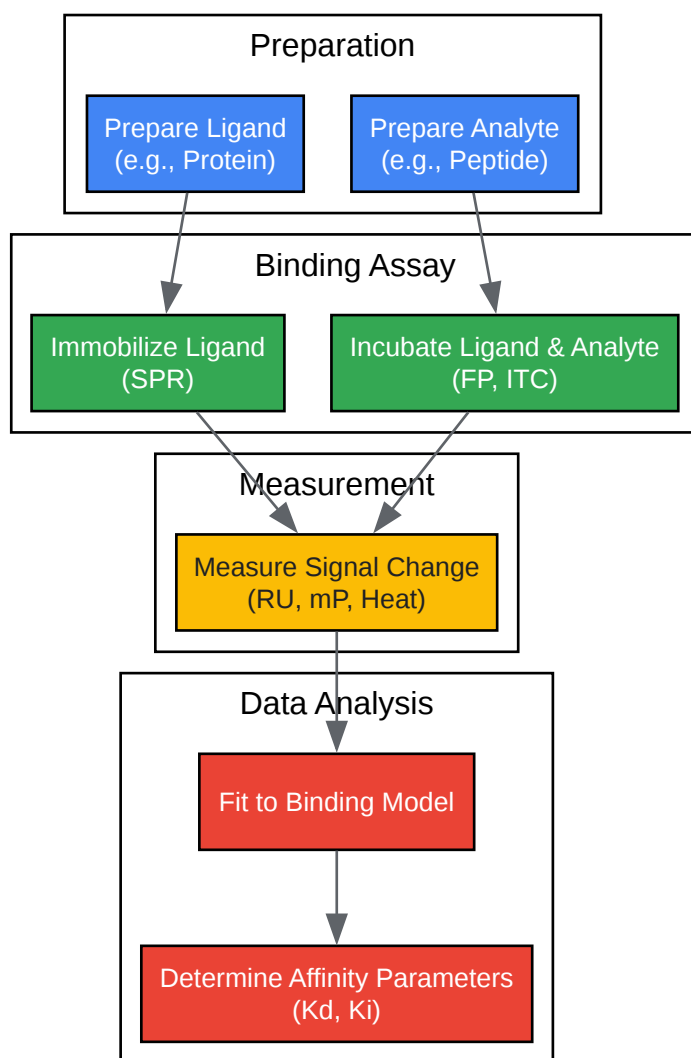 Preparation
Prepare Ligand
(e.g., Protein)
Prepare Analyte
(e.g., Peptide)
Binding Assay
Immobilize Ligand
(SPR)
Incubate Ligand & Analyte
(FP, ITC)
Measurement
Measure Signal Change
(RU, mP, Heat)
Data Analysis
Fit to Binding Model
Determine Affinity Parameters
(Kd, Ki)